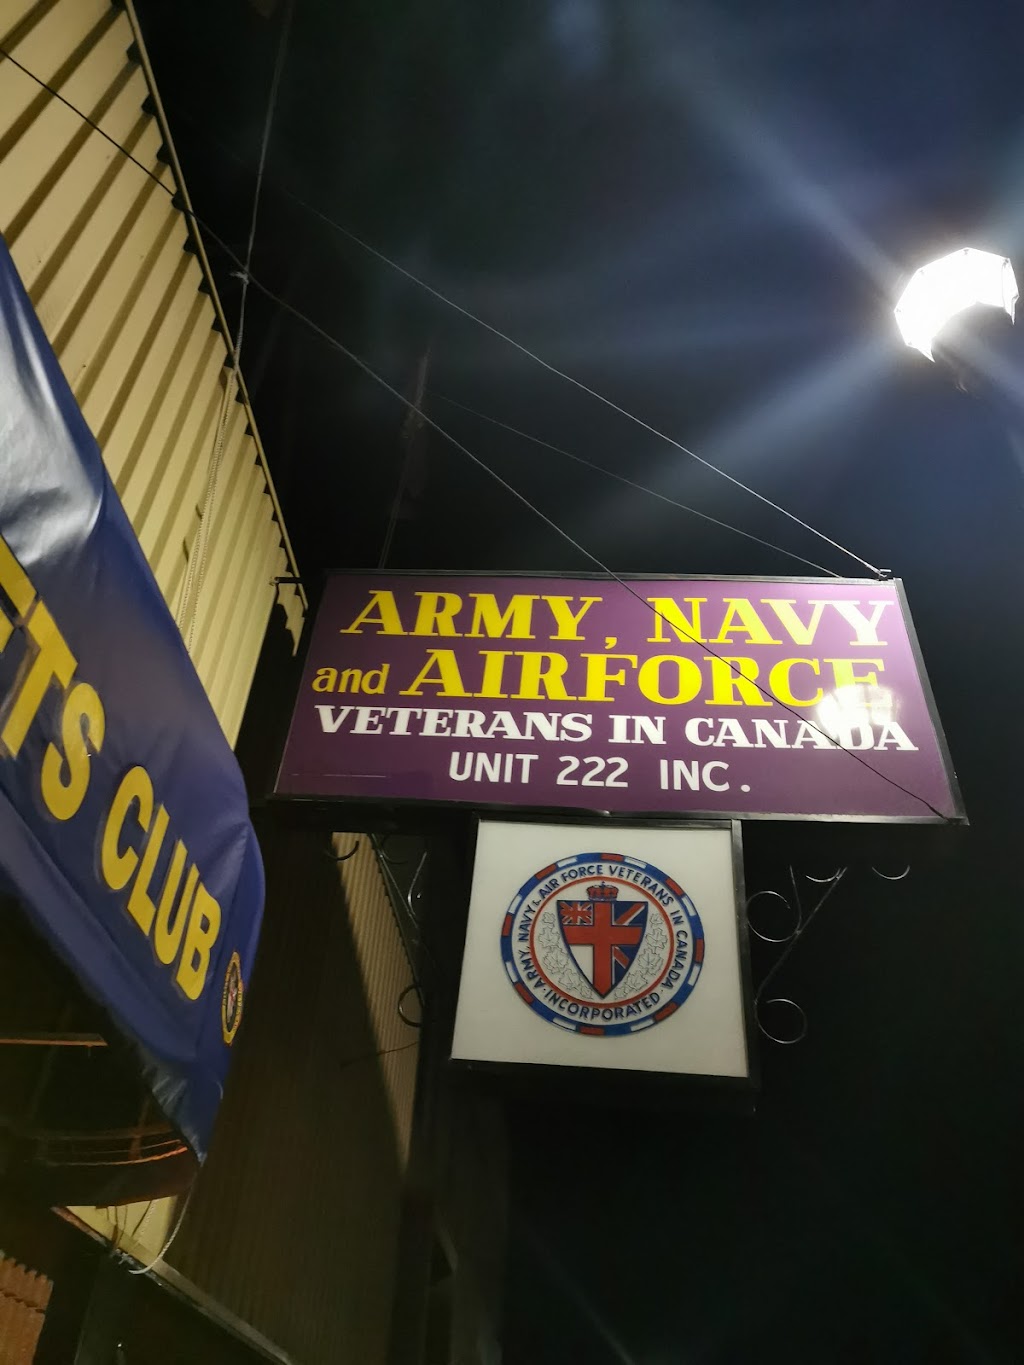 ARMY, NAVY
and AIRFORCE
VETERANS IN CANADA
UNIT 222 INC.
ARMY, NAVY & AIR FORCE VETERANS IN CANADA
· INCORPORATED ·
TS CLUB